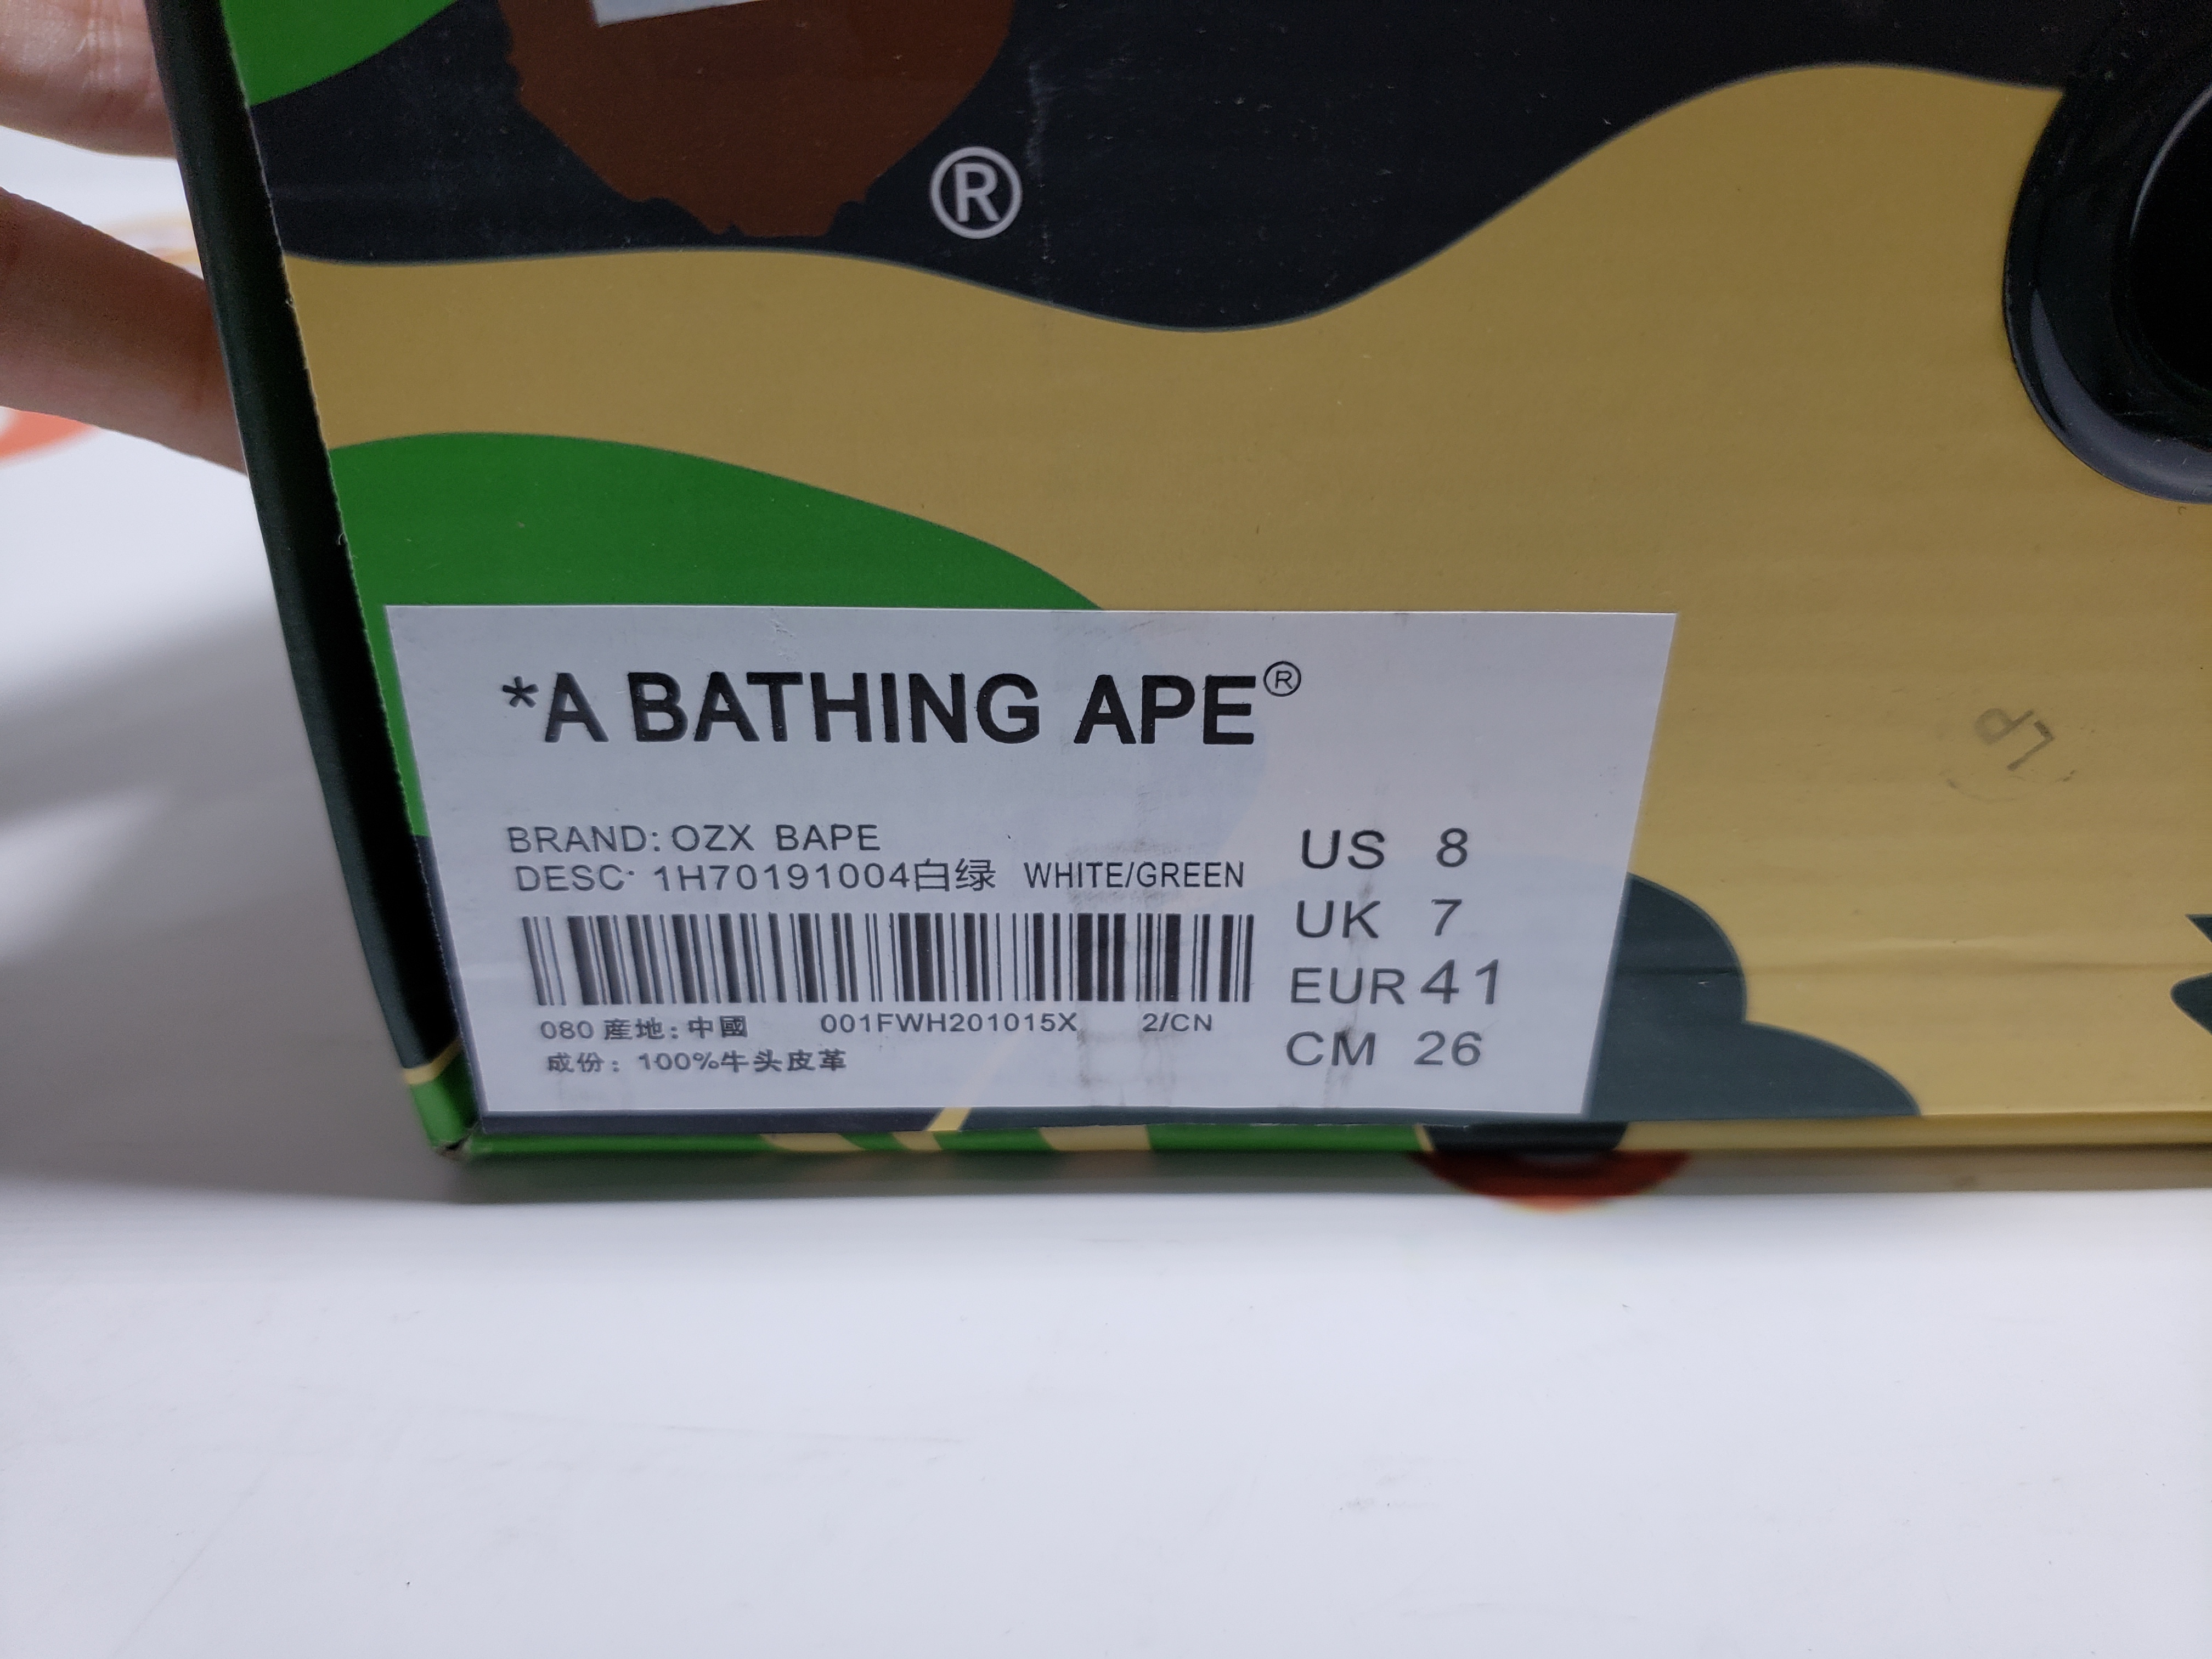 ®
*A BATHING APE®
BRAND: OZX BAPE
DESC· 1H70191004白绿 WHITE/GREEN
080 産地: 中國 001FWH201015X 2/CN
成份: 100%牛头皮革
US 8
UK 7
EUR 41
CM 26